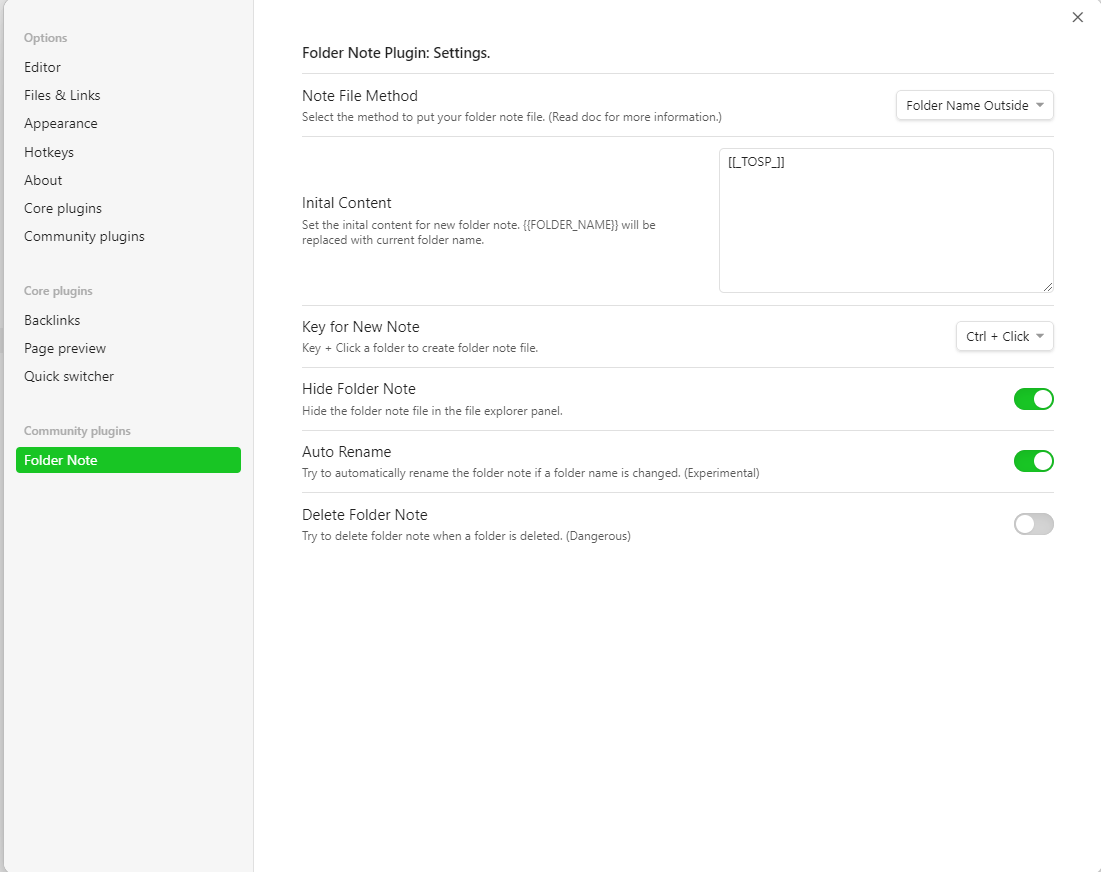 Options
Editor
Files & Links
Appearance
Hotkeys
About
Core plugins
Community plugins
Core plugins
Backlinks
Page preview
Quick switcher
Community plugins
Folder Note
Folder Note Plugin: Settings.
Note File Method
Select the method to put your folder note file. (Read doc for more information.)
Folder Name Outside
Inital Content
Set the inital content for new folder note. {{FOLDER_NAME}} will be
replaced with current folder name.
[[_TOSP_]]
Key for New Note
Key + Click a folder to create folder note file.
Ctrl + Click
Hide Folder Note
Hide the folder note file in the file explorer panel.
Auto Rename
Try to automatically rename the folder note if a folder name is changed. (Experimental)
Delete Folder Note
Try to delete folder note when a folder is deleted. (Dangerous)